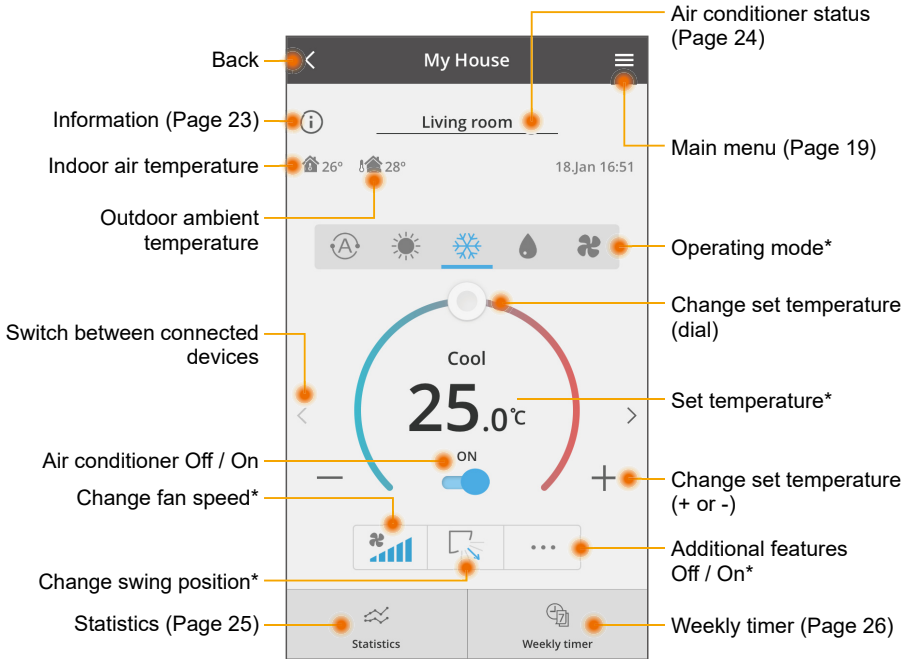 Air conditioner status
(Page 24)
Back
My House
Information (Page 23)
Living room
Main menu (Page 19)
Indoor air temperature
26°
28°
18.Jan 16:51
Outdoor ambient
temperature
A
Operating mode*
Change set temperature
(dial)
Switch between connected
devices
Cool
25.0°C
Set temperature*
ON
Air conditioner Off / On
Change fan speed*
Change set temperature
(+ or -)
Additional features
Off / On*
Change swing position*
Statistics (Page 25)
7
Statistics
Weekly timer
Weekly timer (Page 26)